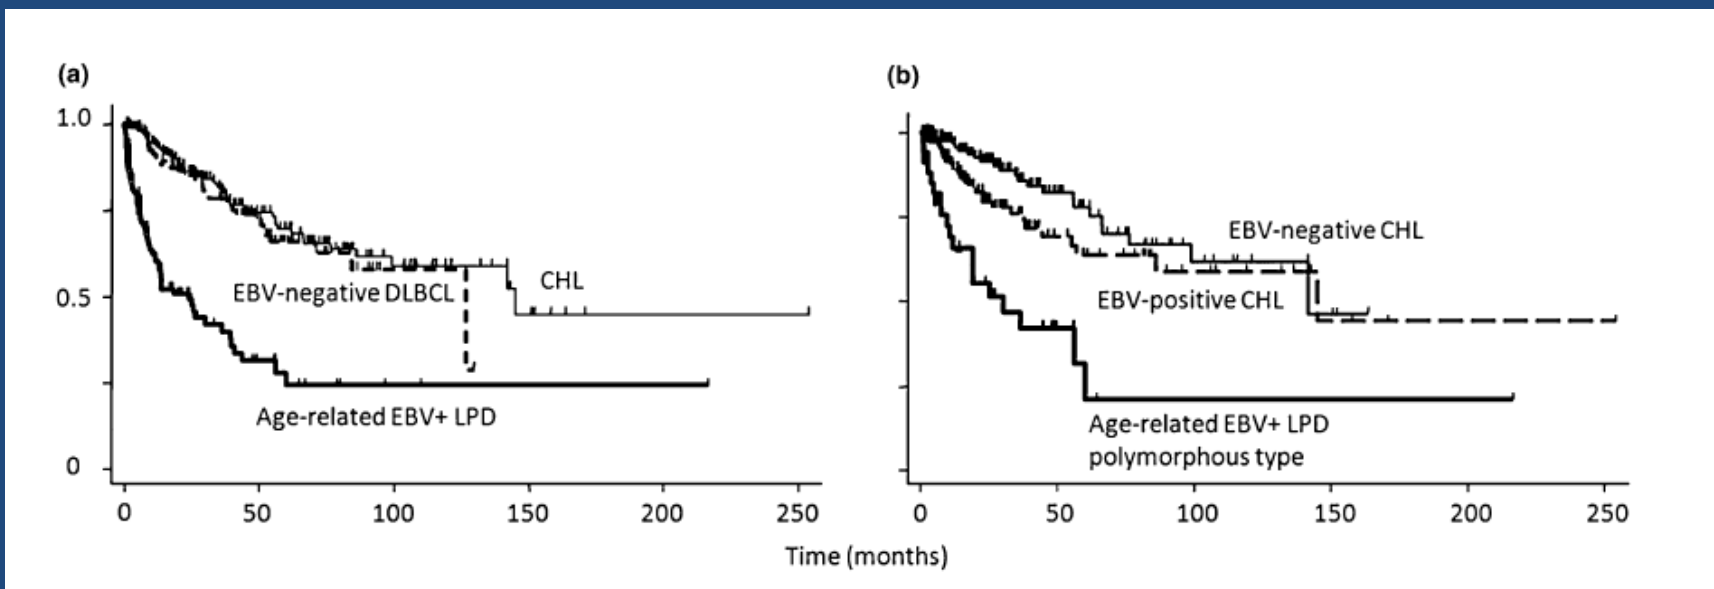 (a)
1.0
0.5
0
EBV-negative DLBCL
CHL
Age-related EBV+ LPD
0 50 100 150 200 250
(b)
EBV-negative CHL
EBV-positive CHL
Age-related EBV+ LPD
polymorphous type
0 50 100 150 200 250
Time (months)